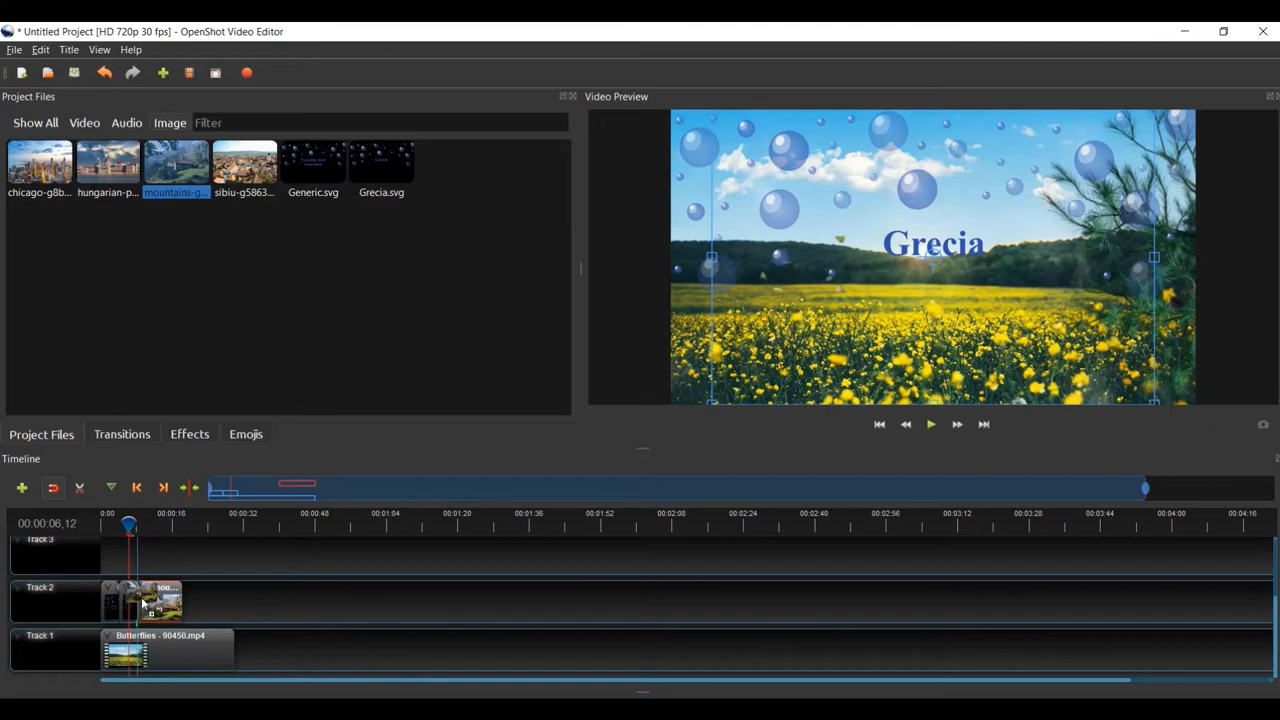 * Untitled Project [HD 720p 30 fps] - OpenShot Video Editor
File Edit Title View Help
Project Files
Video Preview
Show All Video Audio Image Filter
chicago-g8b... hungarian-p... mountains-g... sibiu-g5863... Generic.svg Grecia.svg
Grecia
Project Files Transitions Effects Emojis
Timeline
00:00:06,12
0:00 00:00:16 00:00:32 00:00:48 00:01:04 00:01:20 00:01:36 00:01:52 00:02:08 00:02:24 00:02:40 00:02:56 00:03:12 00:03:28 00:03:44 00:04:00 00:04:16
Track 3
Track 2
Track 1
Butterflies - 90450.mp4